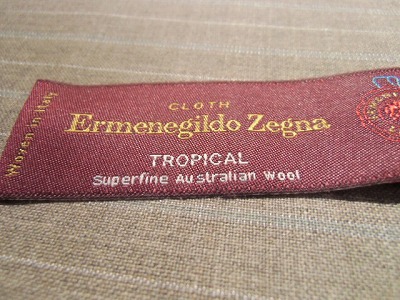 Woven in Italy
CLOTH
Ermenegildo Zegna
TROPICAL
Superfine Australian Wool